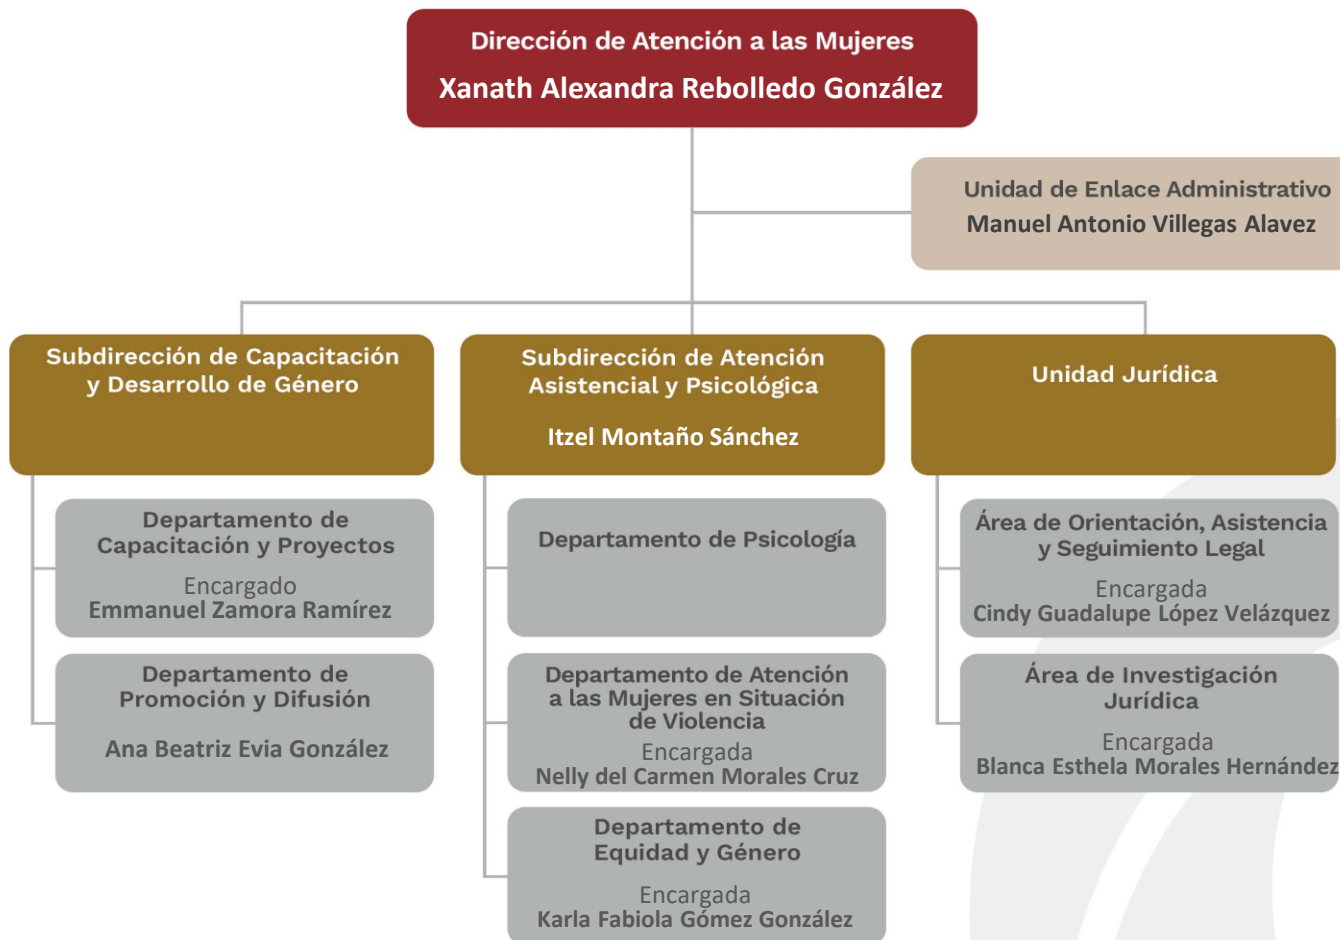 Dirección de Atención a las Mujeres
Xanath Alexandra Rebolledo González
Unidad de Enlace Administrativo
Manuel Antonio Villegas Alavez
Subdirección de Capacitación
y Desarrollo de Género
Subdirección de Atención
Asistencial y Psicológica
Itzel Montaño Sánchez
Unidad Jurídica
Departamento de
Capacitación y Proyectos
Encargado
Emmanuel Zamora Ramírez
Departamento de
Promoción y Difusión
Ana Beatriz Evia González
Departamento de Psicología
Departamento de Atención
a las Mujeres en Situación
de Violencia
Encargada
Nelly del Carmen Morales Cruz
Departamento de
Equidad y Género
Encargada
Karla Fabiola Gómez González
Área de Orientación, Asistencia
y Seguimiento Legal
Encargada
Cindy Guadalupe López Velázquez
Área de Investigación
Jurídica
Encargada
Blanca Esthela Morales Hernández